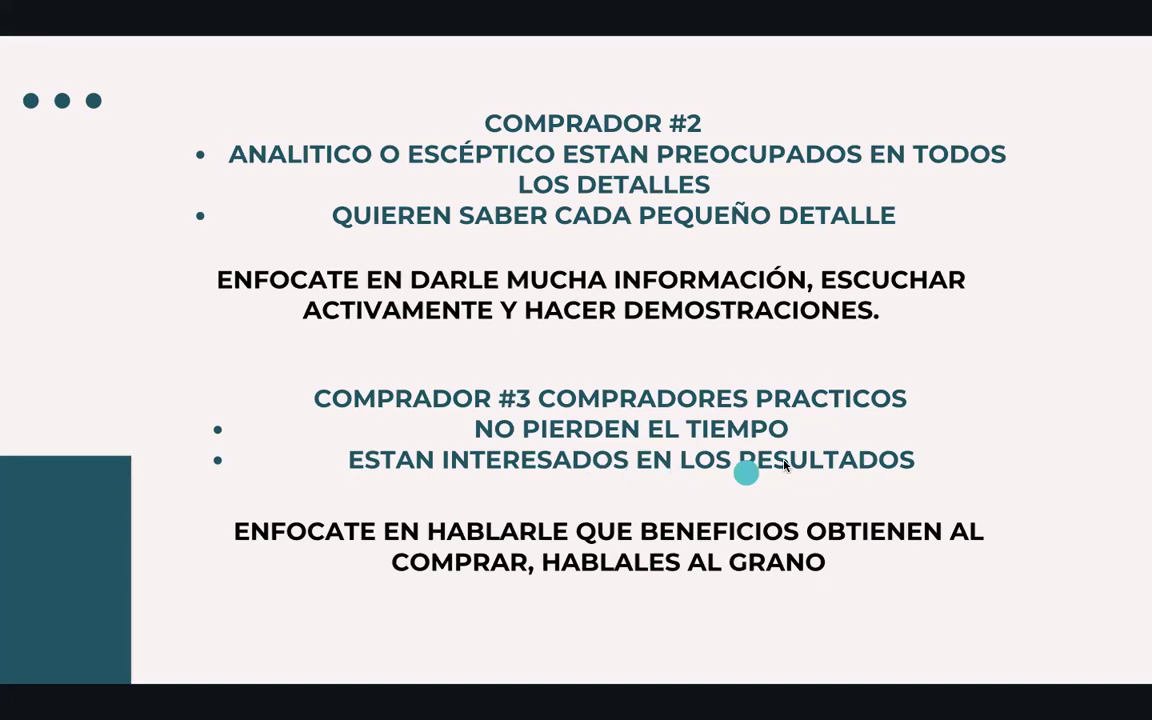 COMPRADOR #2
• ANALITICO O ESCÉPTICO ESTAN PREOCUPADOS EN TODOS
LOS DETALLES
• QUIEREN SABER CADA PEQUEÑO DETALLE
ENFOCATE EN DARLE MUCHA INFORMACIÓN, ESCUCHAR
ACTIVAMENTE Y HACER DEMOSTRACIONES.
COMPRADOR #3 COMPRADORES PRACTICOS
• NO PIERDEN EL TIEMPO
• ESTAN INTERESADOS EN LOS RESULTADOS
ENFOCATE EN HABLARLE QUE BENEFICIOS OBTIENEN AL
COMPRAR, HABLALES AL GRANO